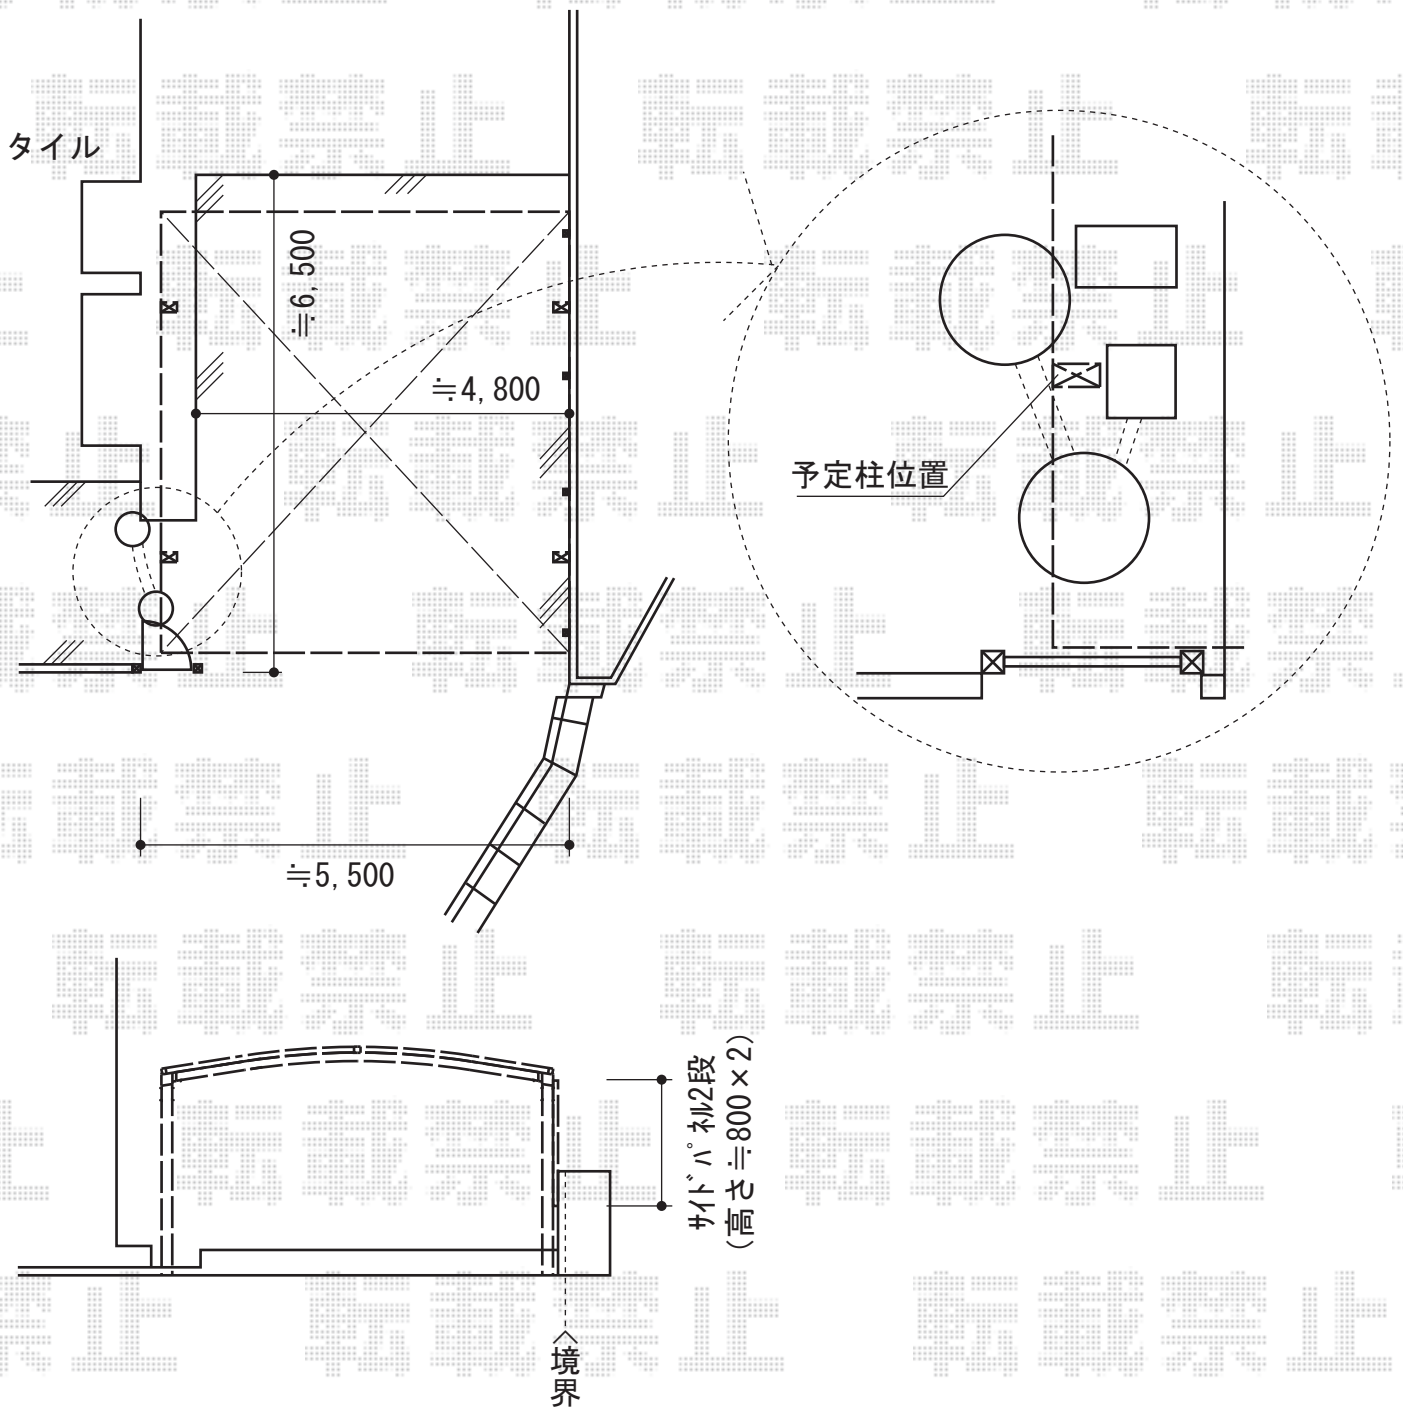 タイル
≒6,500
≒4,800
予定柱位置
≒5,500
ｻｲﾄﾞﾊﾟﾈﾙ2段
(高さ≒800×2)
境界
転載禁止